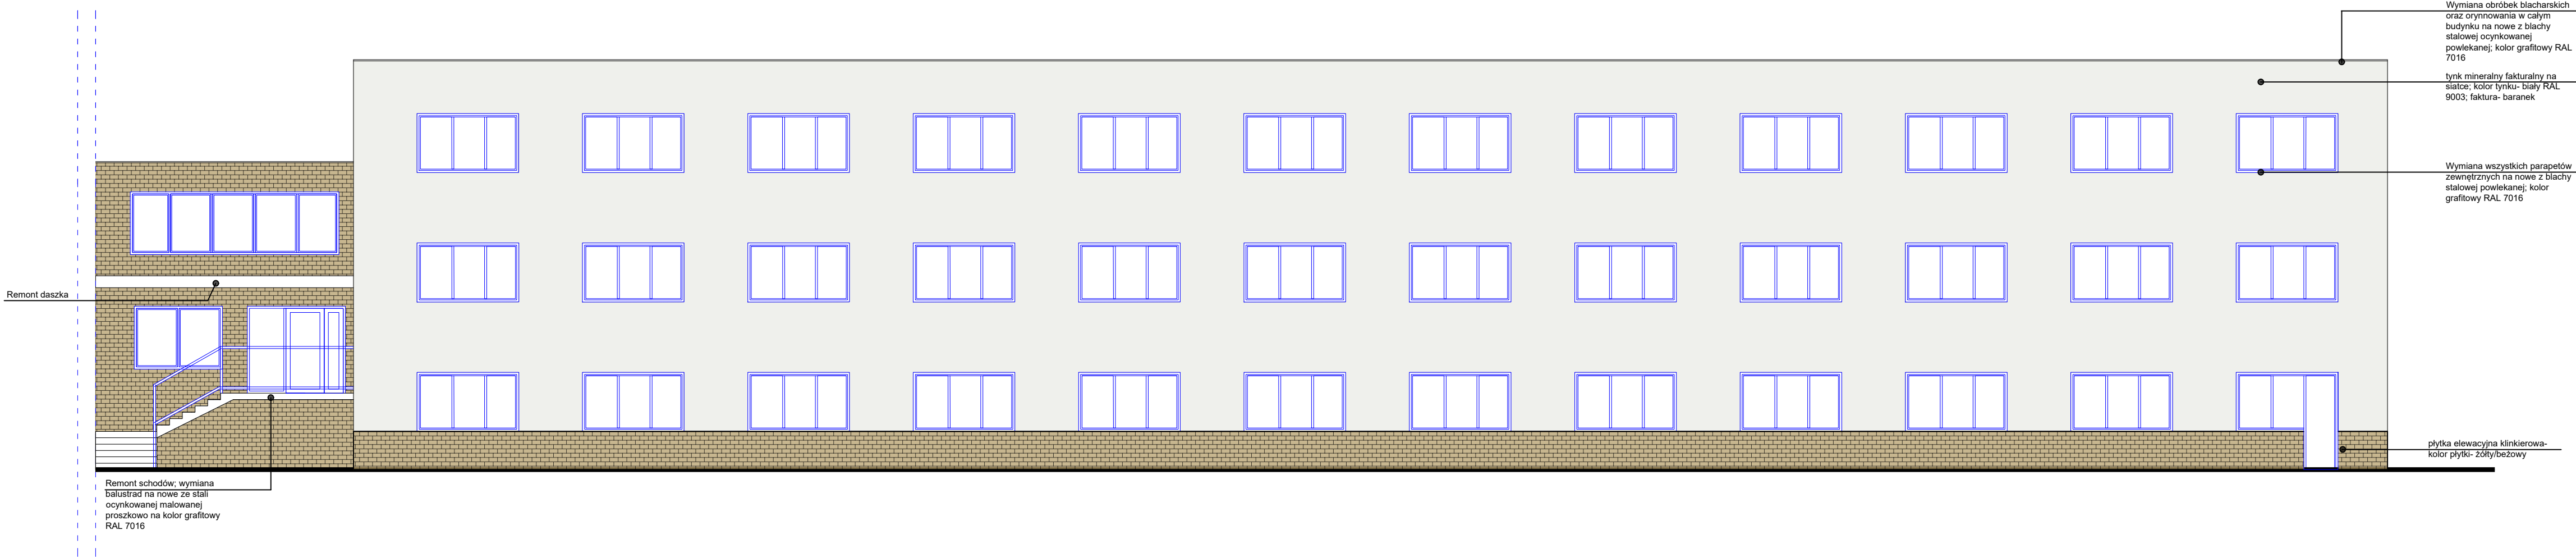 Wymiana obróbek blacharskich
oraz orynnowania w całym
budynku na nowe z blachy
stalowej ocynkowanej
powlekanej; kolor grafitowy RAL
7016
tynk mineralny fakturalny na
siatce; kolor tynku- biały RAL
9003; faktura- baranek
Wymiana wszystkich parapetów
zewnętrznych na nowe z blachy
stalowej powlekanej; kolor
grafitowy RAL 7016
Remont daszka
płytka elewacyjna klinkierowa-
kolor płytki- żółty/beżowy
Remont schodów; wymiana
balustrad na nowe ze stali
ocynkowanej malowanej
proszkowo na kolor grafitowy
RAL 7016